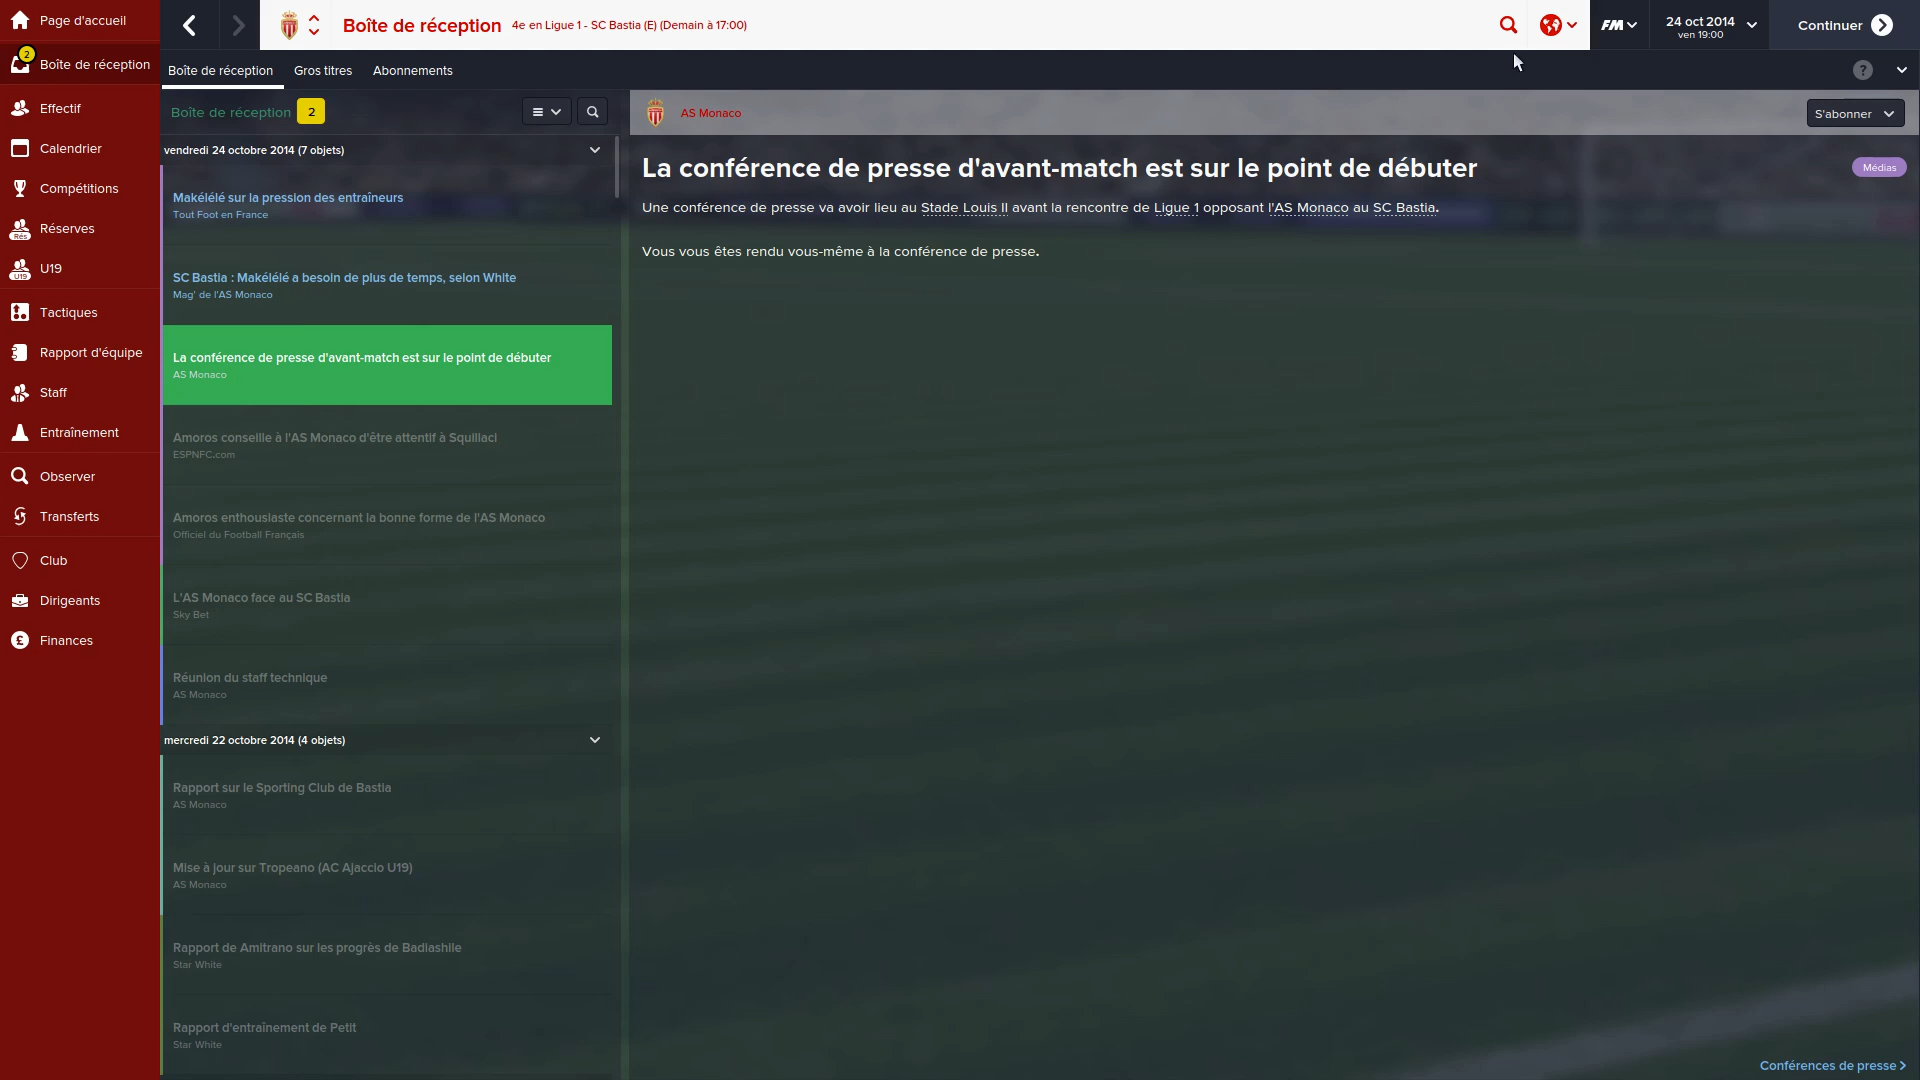 Page d'accueil
2
Boîte de réception
Effectif
Calendrier
Compétitions
Rés
Réserves
U19
U19
Tactiques
Rapport d'équipe
Staff
Entraînement
Observer
Transferts
Club
Dirigeants
£
Finances
Boîte de réception
4e en Ligue 1 - SC Bastia (E) (Demain à 17:00)
FM
24 oct 2014
ven 19:00
Continuer
Boîte de réception
Gros titres
Abonnements
?
Boîte de réception
2
vendredi 24 octobre 2014 (7 objets)
Makélélé sur la pression des entraîneurs
Tout Foot en France
SC Bastia : Makélélé a besoin de plus de temps, selon White
Mag' de l'AS Monaco
La conférence de presse d'avant-match est sur le point de débuter
AS Monaco
Amoros conseille à l'AS Monaco d'être attentif à Squillaci
ESPNFC.com
Amoros enthousiaste concernant la bonne forme de l'AS Monaco
Officiel du Football Français
L'AS Monaco face au SC Bastia
Sky Bet
Réunion du staff technique
AS Monaco
mercredi 22 octobre 2014 (4 objets)
Rapport sur le Sporting Club de Bastia
AS Monaco
Mise à jour sur Tropeano (AC Ajaccio U19)
AS Monaco
Rapport de Amitrano sur les progrès de Badiashile
Star White
Rapport d'entraînement de Petit
Star White
AS Monaco
S'abonner
La conférence de presse d'avant-match est sur le point de débuter
Médias
Une conférence de presse va avoir lieu au Stade Louis II avant la rencontre de Ligue 1 opposant l'AS Monaco au SC Bastia.
Vous vous êtes rendu vous-même à la conférence de presse.
Conférences de presse >